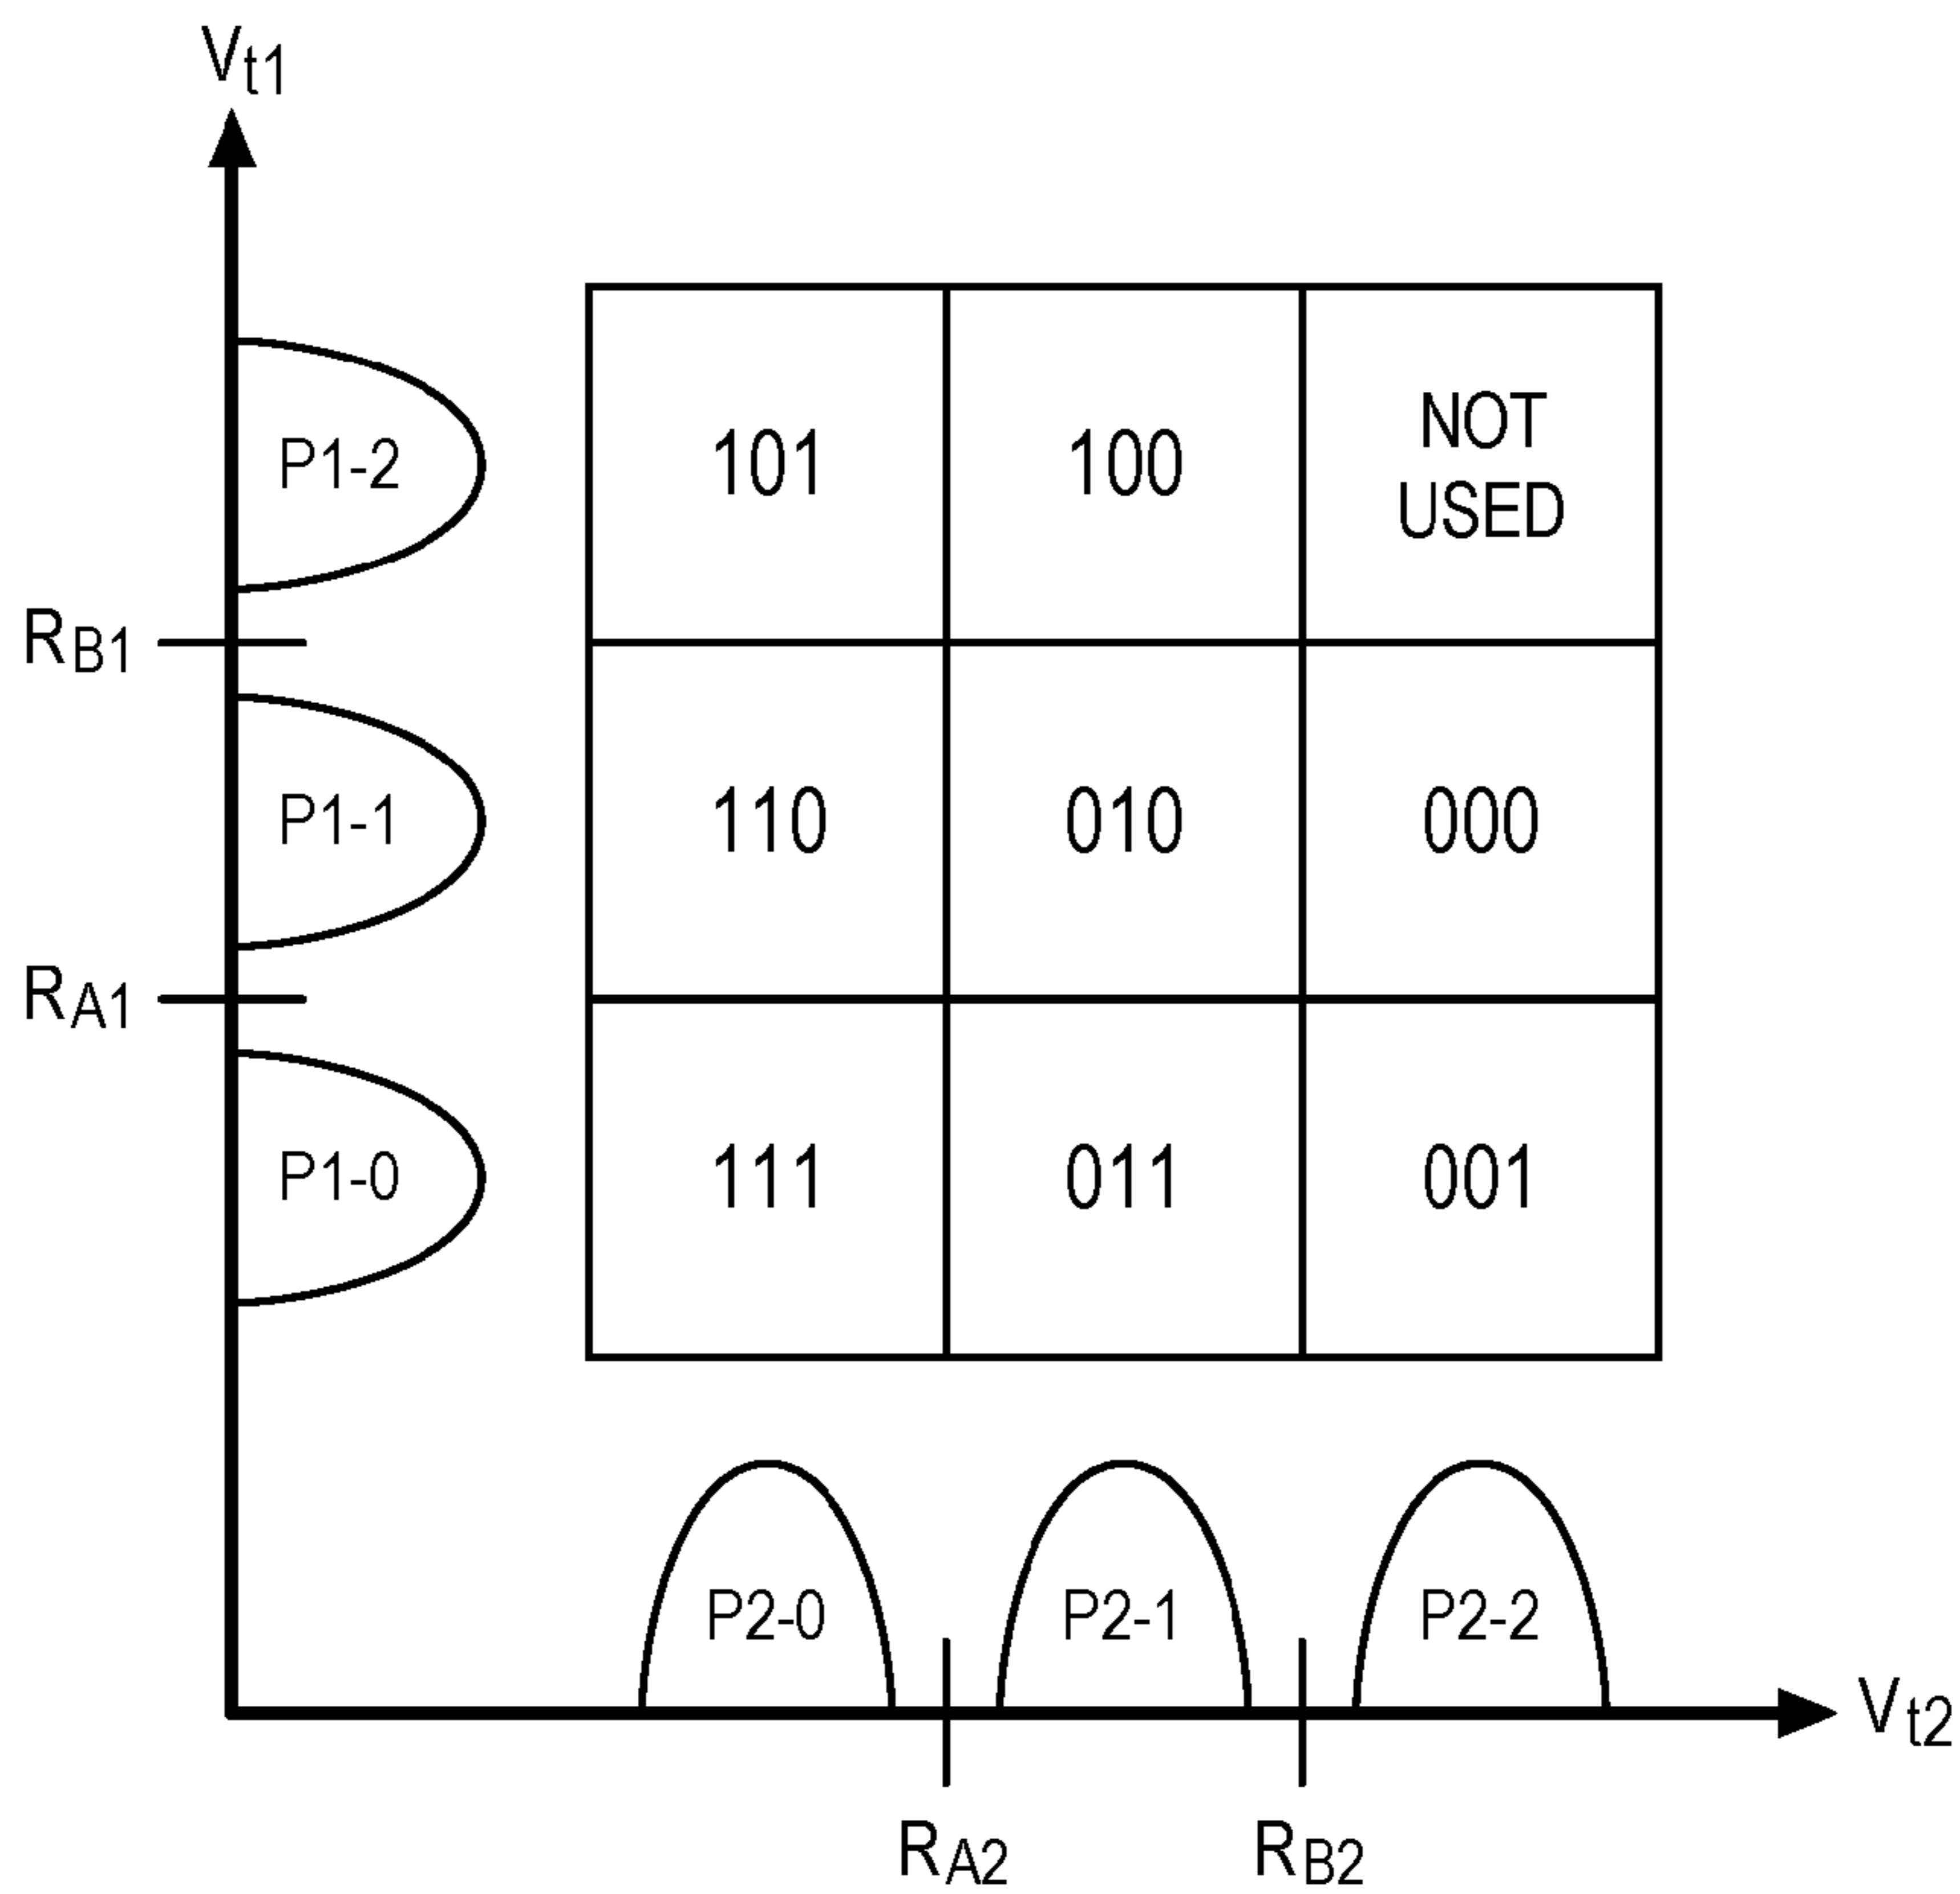 Vt1
P1-2
101
100
NOT
USED
RB1
P1-1
110
010
000
RA1
P1-0
111
011
001
P2-0
P2-1
P2-2
Vt2
RA2
RB2